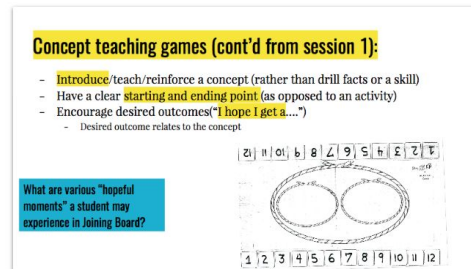 Concept teaching games (cont'd from session 1):
- Introduce/teach/reinforce a concept (rather than drill facts or a skill)
- Have a clear starting and ending point (as opposed to an activity)
- Encourage desired outcomes("I hope I get a....")
- Desired outcome relates to the concept
12 11 10 9 8 7 6 5 4 3 2 1
What are various "hopeful
moments" a student may
experience in Joining Board?
1 2 3 4 5 6 7 8 9 10 11 12